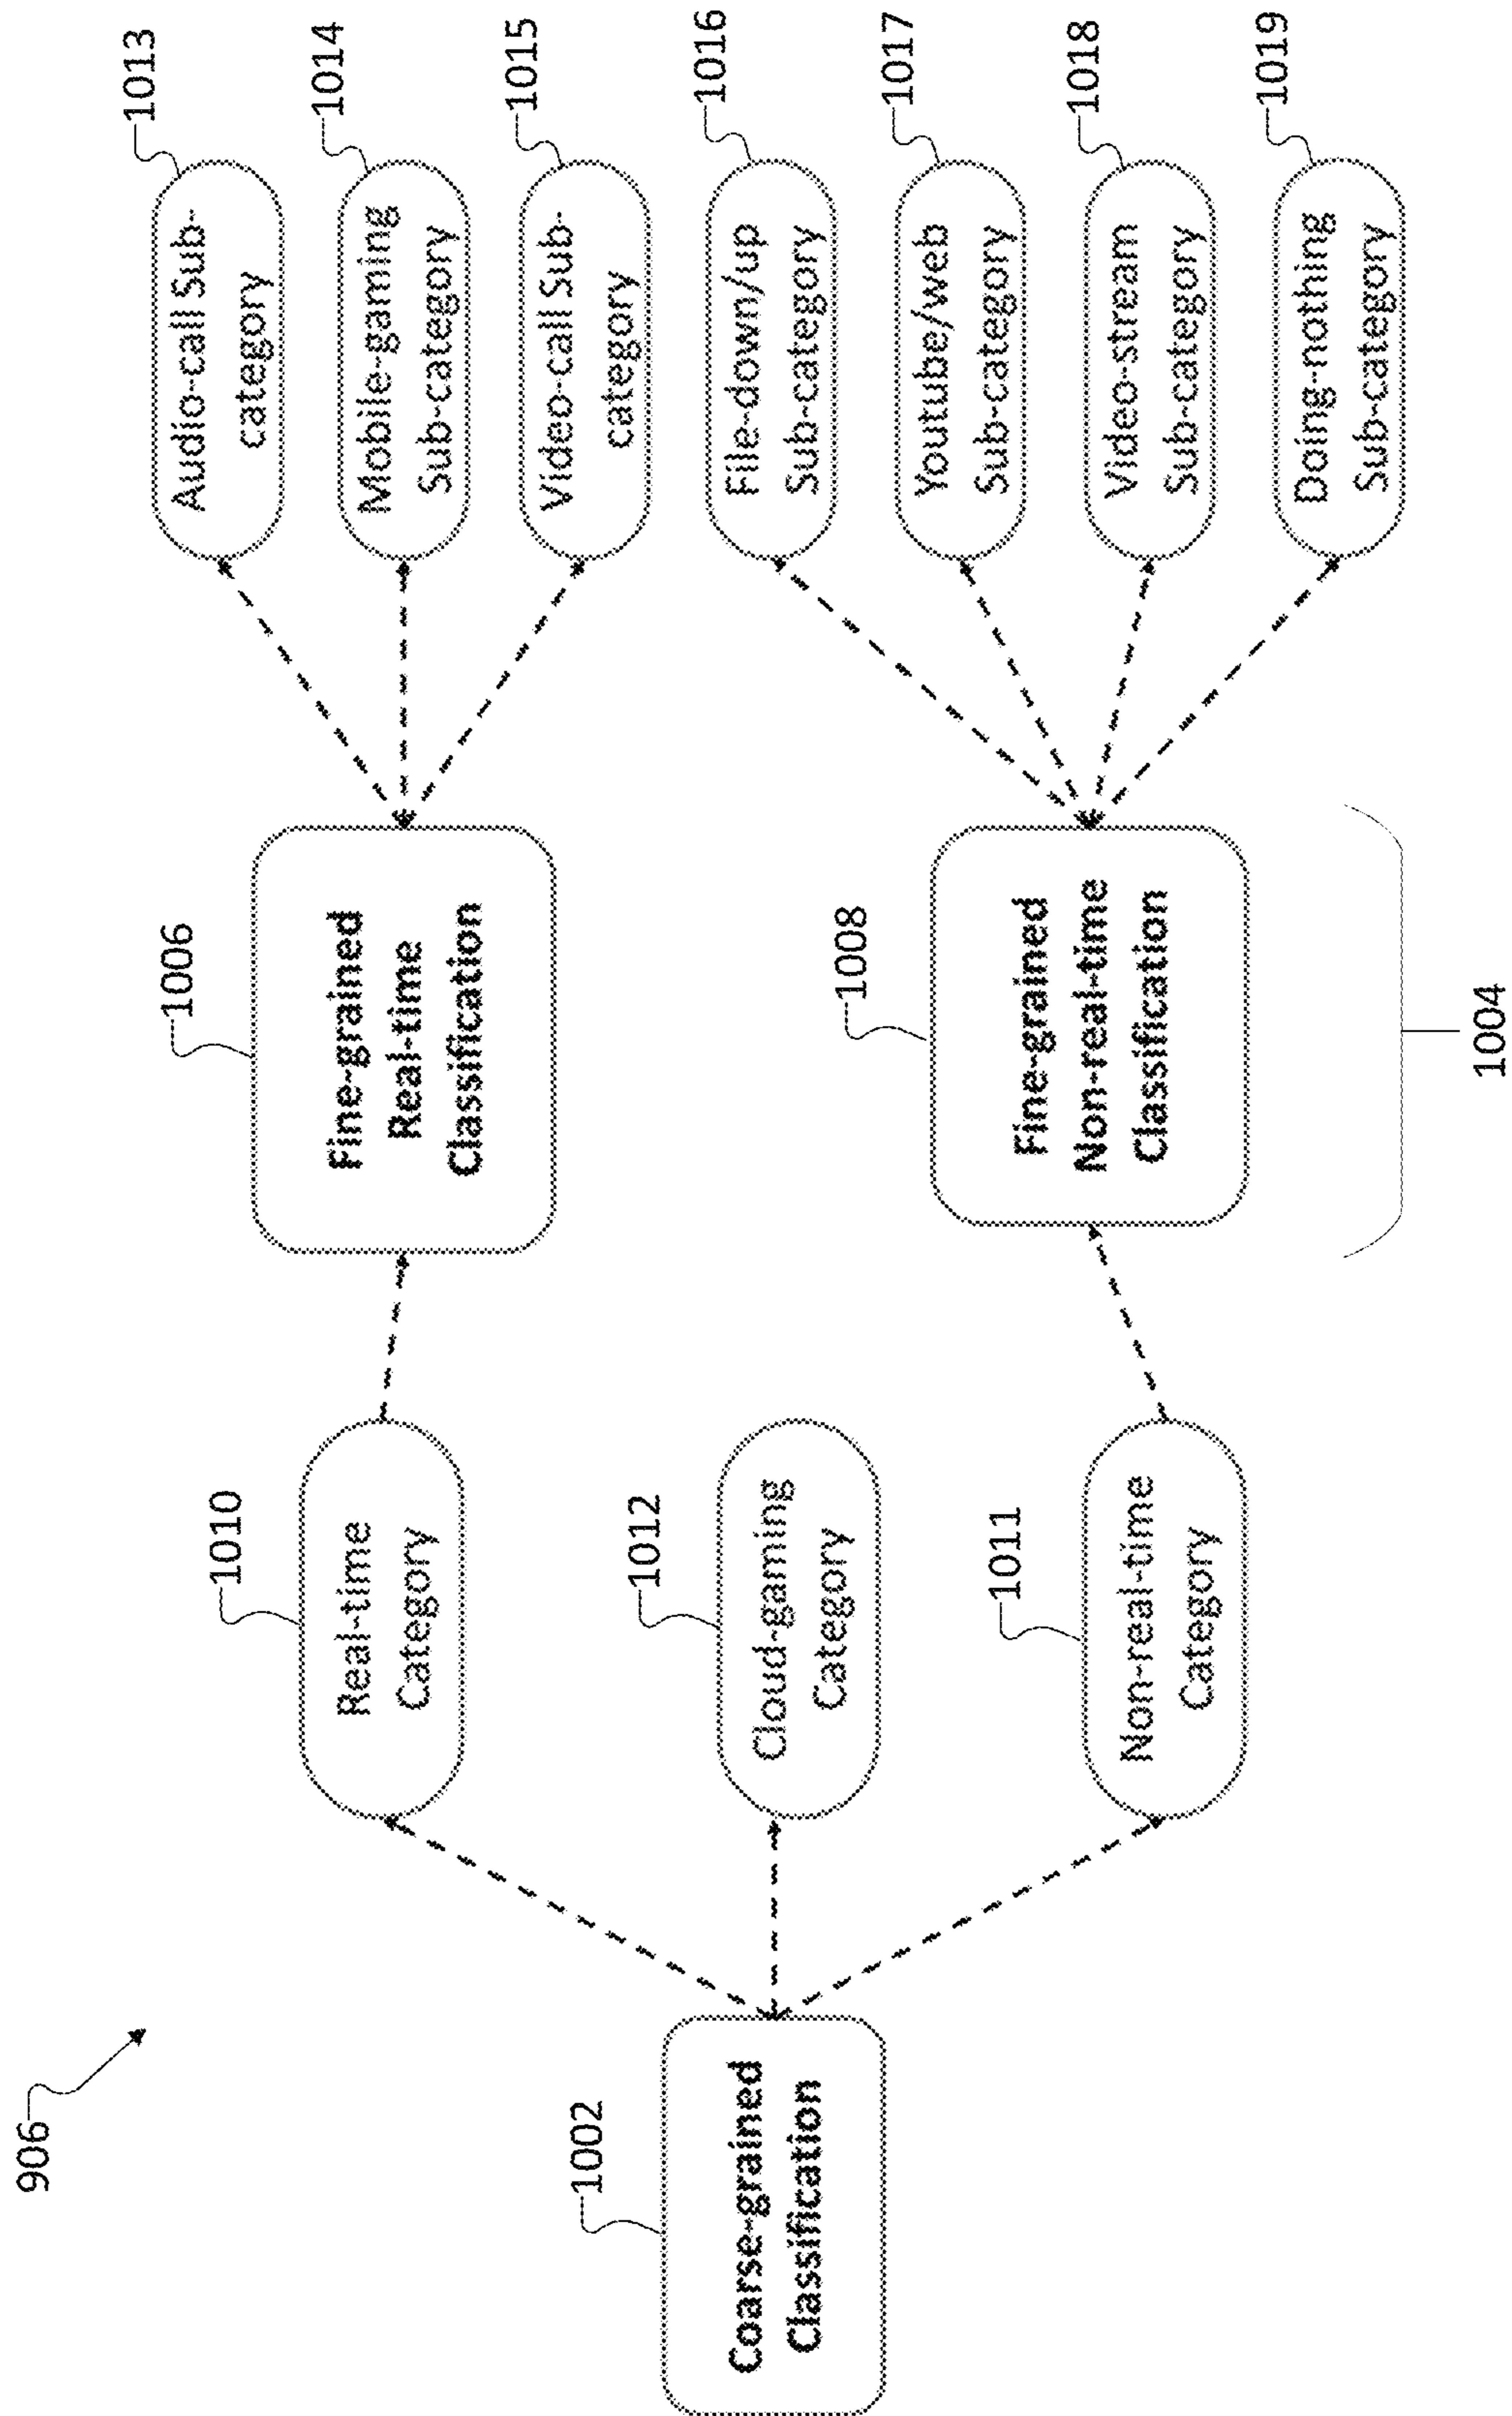 906
1002
Coarse-grained
Classification
1010
Real-time
Category
1012
Cloud-gaming
Category
1011
Non-real-time
Category
1006
Fine-grained
Real-time
Classification
1008
Fine-grained
Non-real-time
Classification
1004
1013
Audio-call Sub-
category
1014
Mobile-gaming
Sub-category
1015
Video-call Sub-
category
1016
File-down/up
Sub-category
1017
Youtube/web
Sub-category
1018
Video-stream
Sub-category
1019
Doing-nothing
Sub-category